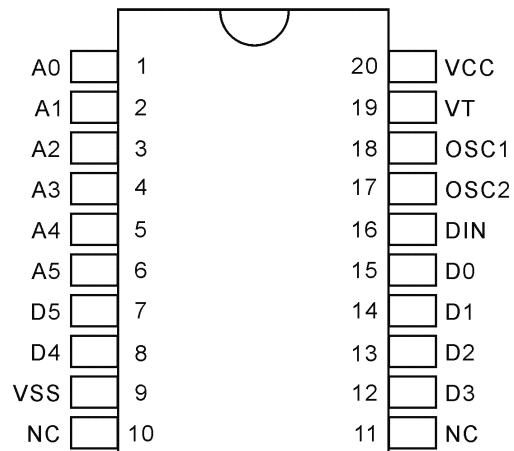 A0 1 20 VCC
A1 2 19 VT
A2 3 18 OSC1
A3 4 17 OSC2
A4 5 16 DIN
A5 6 15 D0
D5 7 14 D1
D4 8 13 D2
VSS 9 12 D3
NC 10 11 NC